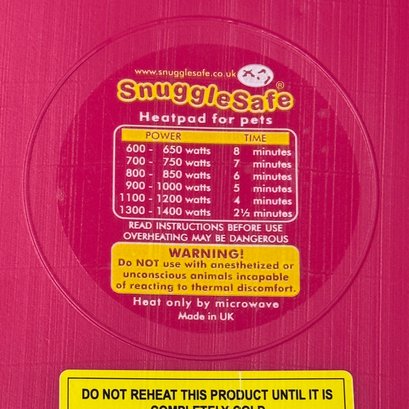 www.snugglesafe.co.uk
SnuggleSafe®
Heatpad for pets
POWER TIME
600 - 650 watts 8 minutes
700 - 750 watts 7 minutes
800 - 850 watts 6 minutes
900 - 1000 watts 5 minutes
1100 - 1200 watts 4 minutes
1300 - 1400 watts 2½ minutes
READ INSTRUCTIONS BEFORE USE
OVERHEATING MAY BE DANGEROUS
WARNING!
Do NOT use with anesthetized or
unconscious animals incapable
of reacting to thermal discomfort.
Heat only by microwave
Made in UK
DO NOT REHEAT THIS PRODUCT UNTIL IT IS
COMPLETELY COLD